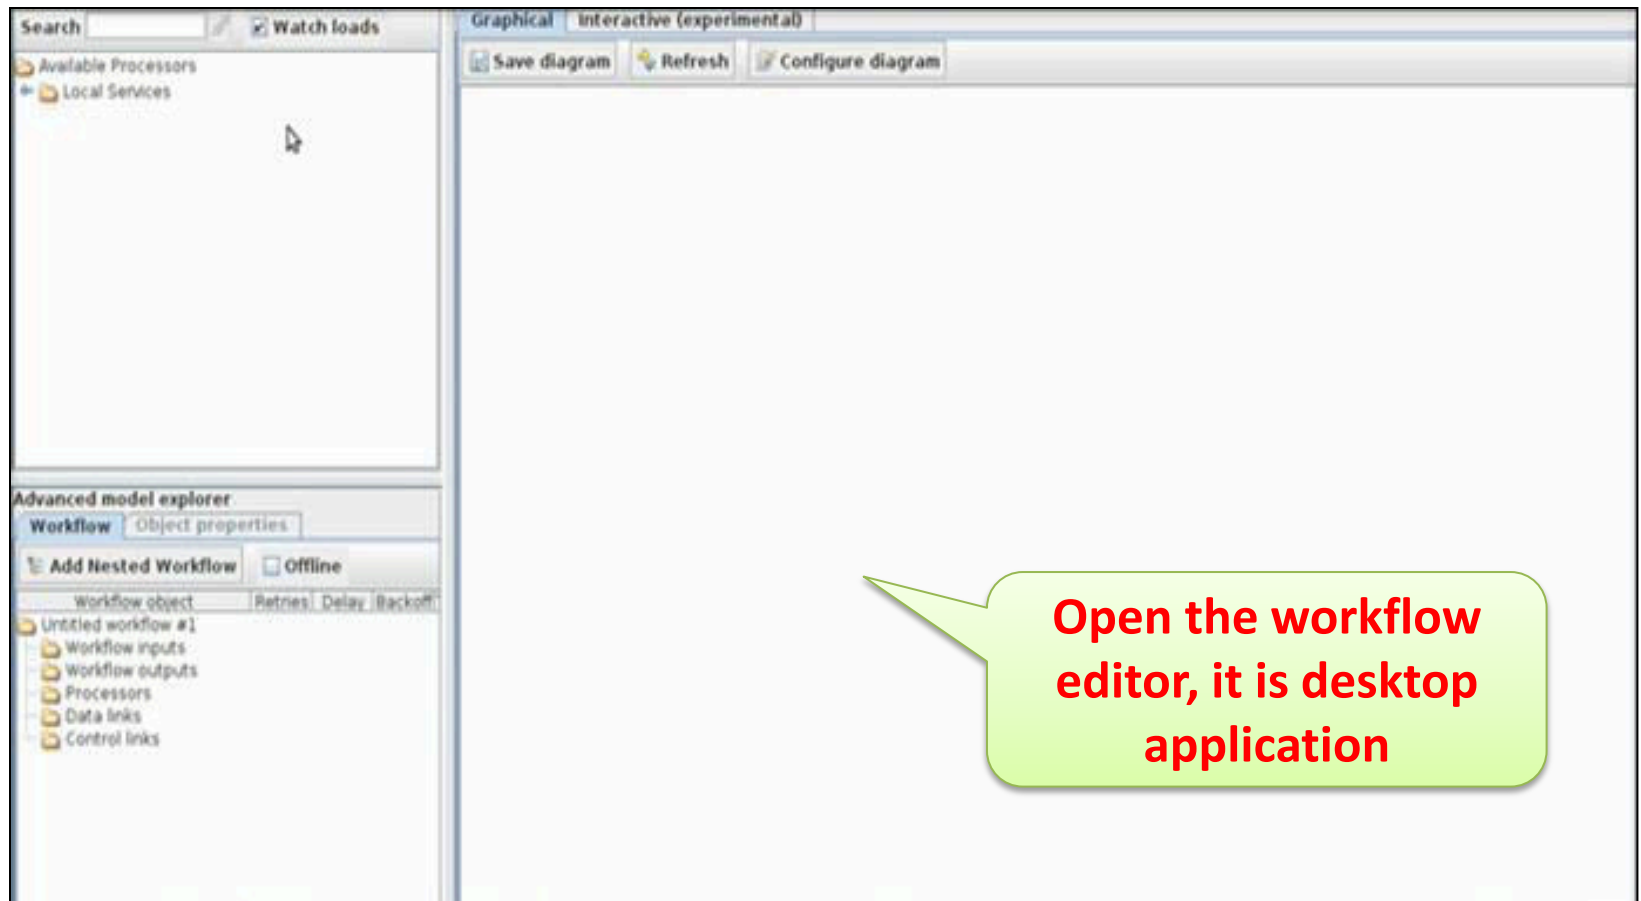 Search
Watch loads
Available Processors
Local Services
Advanced model explorer
Workflow Object properties
Add Nested Workflow Offline
Workflow object Retries Delay Backoff
Untitled workflow #1
Workflow inputs
Workflow outputs
Processors
Data links
Control links
Graphical Interactive (experimental)
Save diagram Refresh Configure diagram
Open the workflow
editor, it is desktop
application